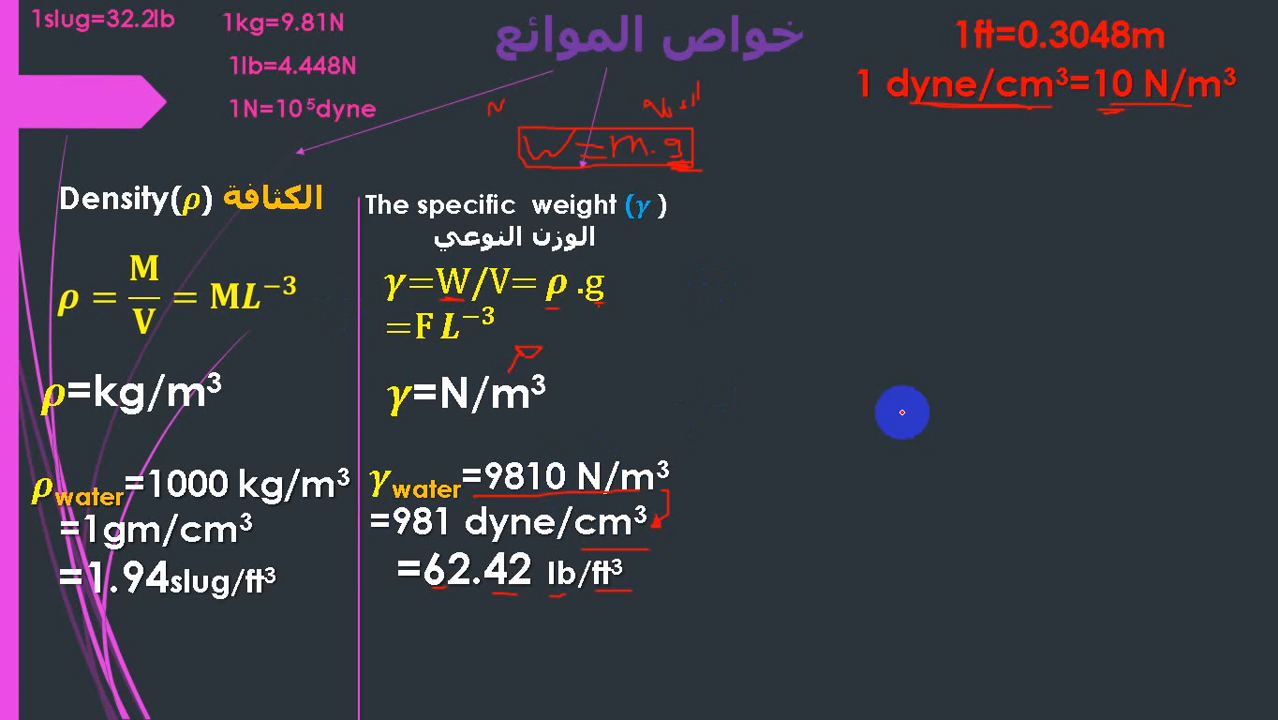 1slug=32.2lb
1kg=9.81N
1lb=4.448N
1N=10⁵dyne
خواص الموائع
1ft=0.3048m
1 dyne/cm³=10 N/m³
N
W=m.g
Density(ρ) الكثافة
ρ = M/V = ML⁻³
ρ=kg/m³
ρwater=1000 kg/m³
=1gm/cm³
=1.94slug/ft³
The specific weight (γ )
الوزن النوعي
γ=W/V= ρ .g
=F L⁻³
γ=N/m³
γwater=9810 N/m³
=981 dyne/cm³
=62.42 lb/ft³